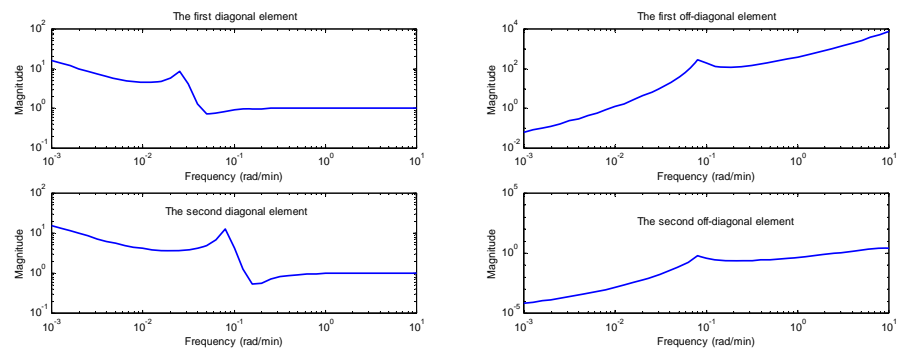 The first diagonal element
Magnitude
10^2
10^1
10^0
10^-1
10^-3
10^-2
10^-1
10^0
10^1
Frequency (rad/min)
The first off-diagonal element
Magnitude
10^4
10^2
10^0
10^-2
10^-3
10^-2
10^-1
10^0
10^1
Frequency (rad/min)
The second diagonal element
Magnitude
10^2
10^1
10^0
10^-1
10^-3
10^-2
10^-1
10^0
10^1
Frequency (rad/min)
The second off-diagonal element
Magnitude
10^5
10^0
10^-5
10^-3
10^-2
10^-1
10^0
10^1
Frequency (rad/min)